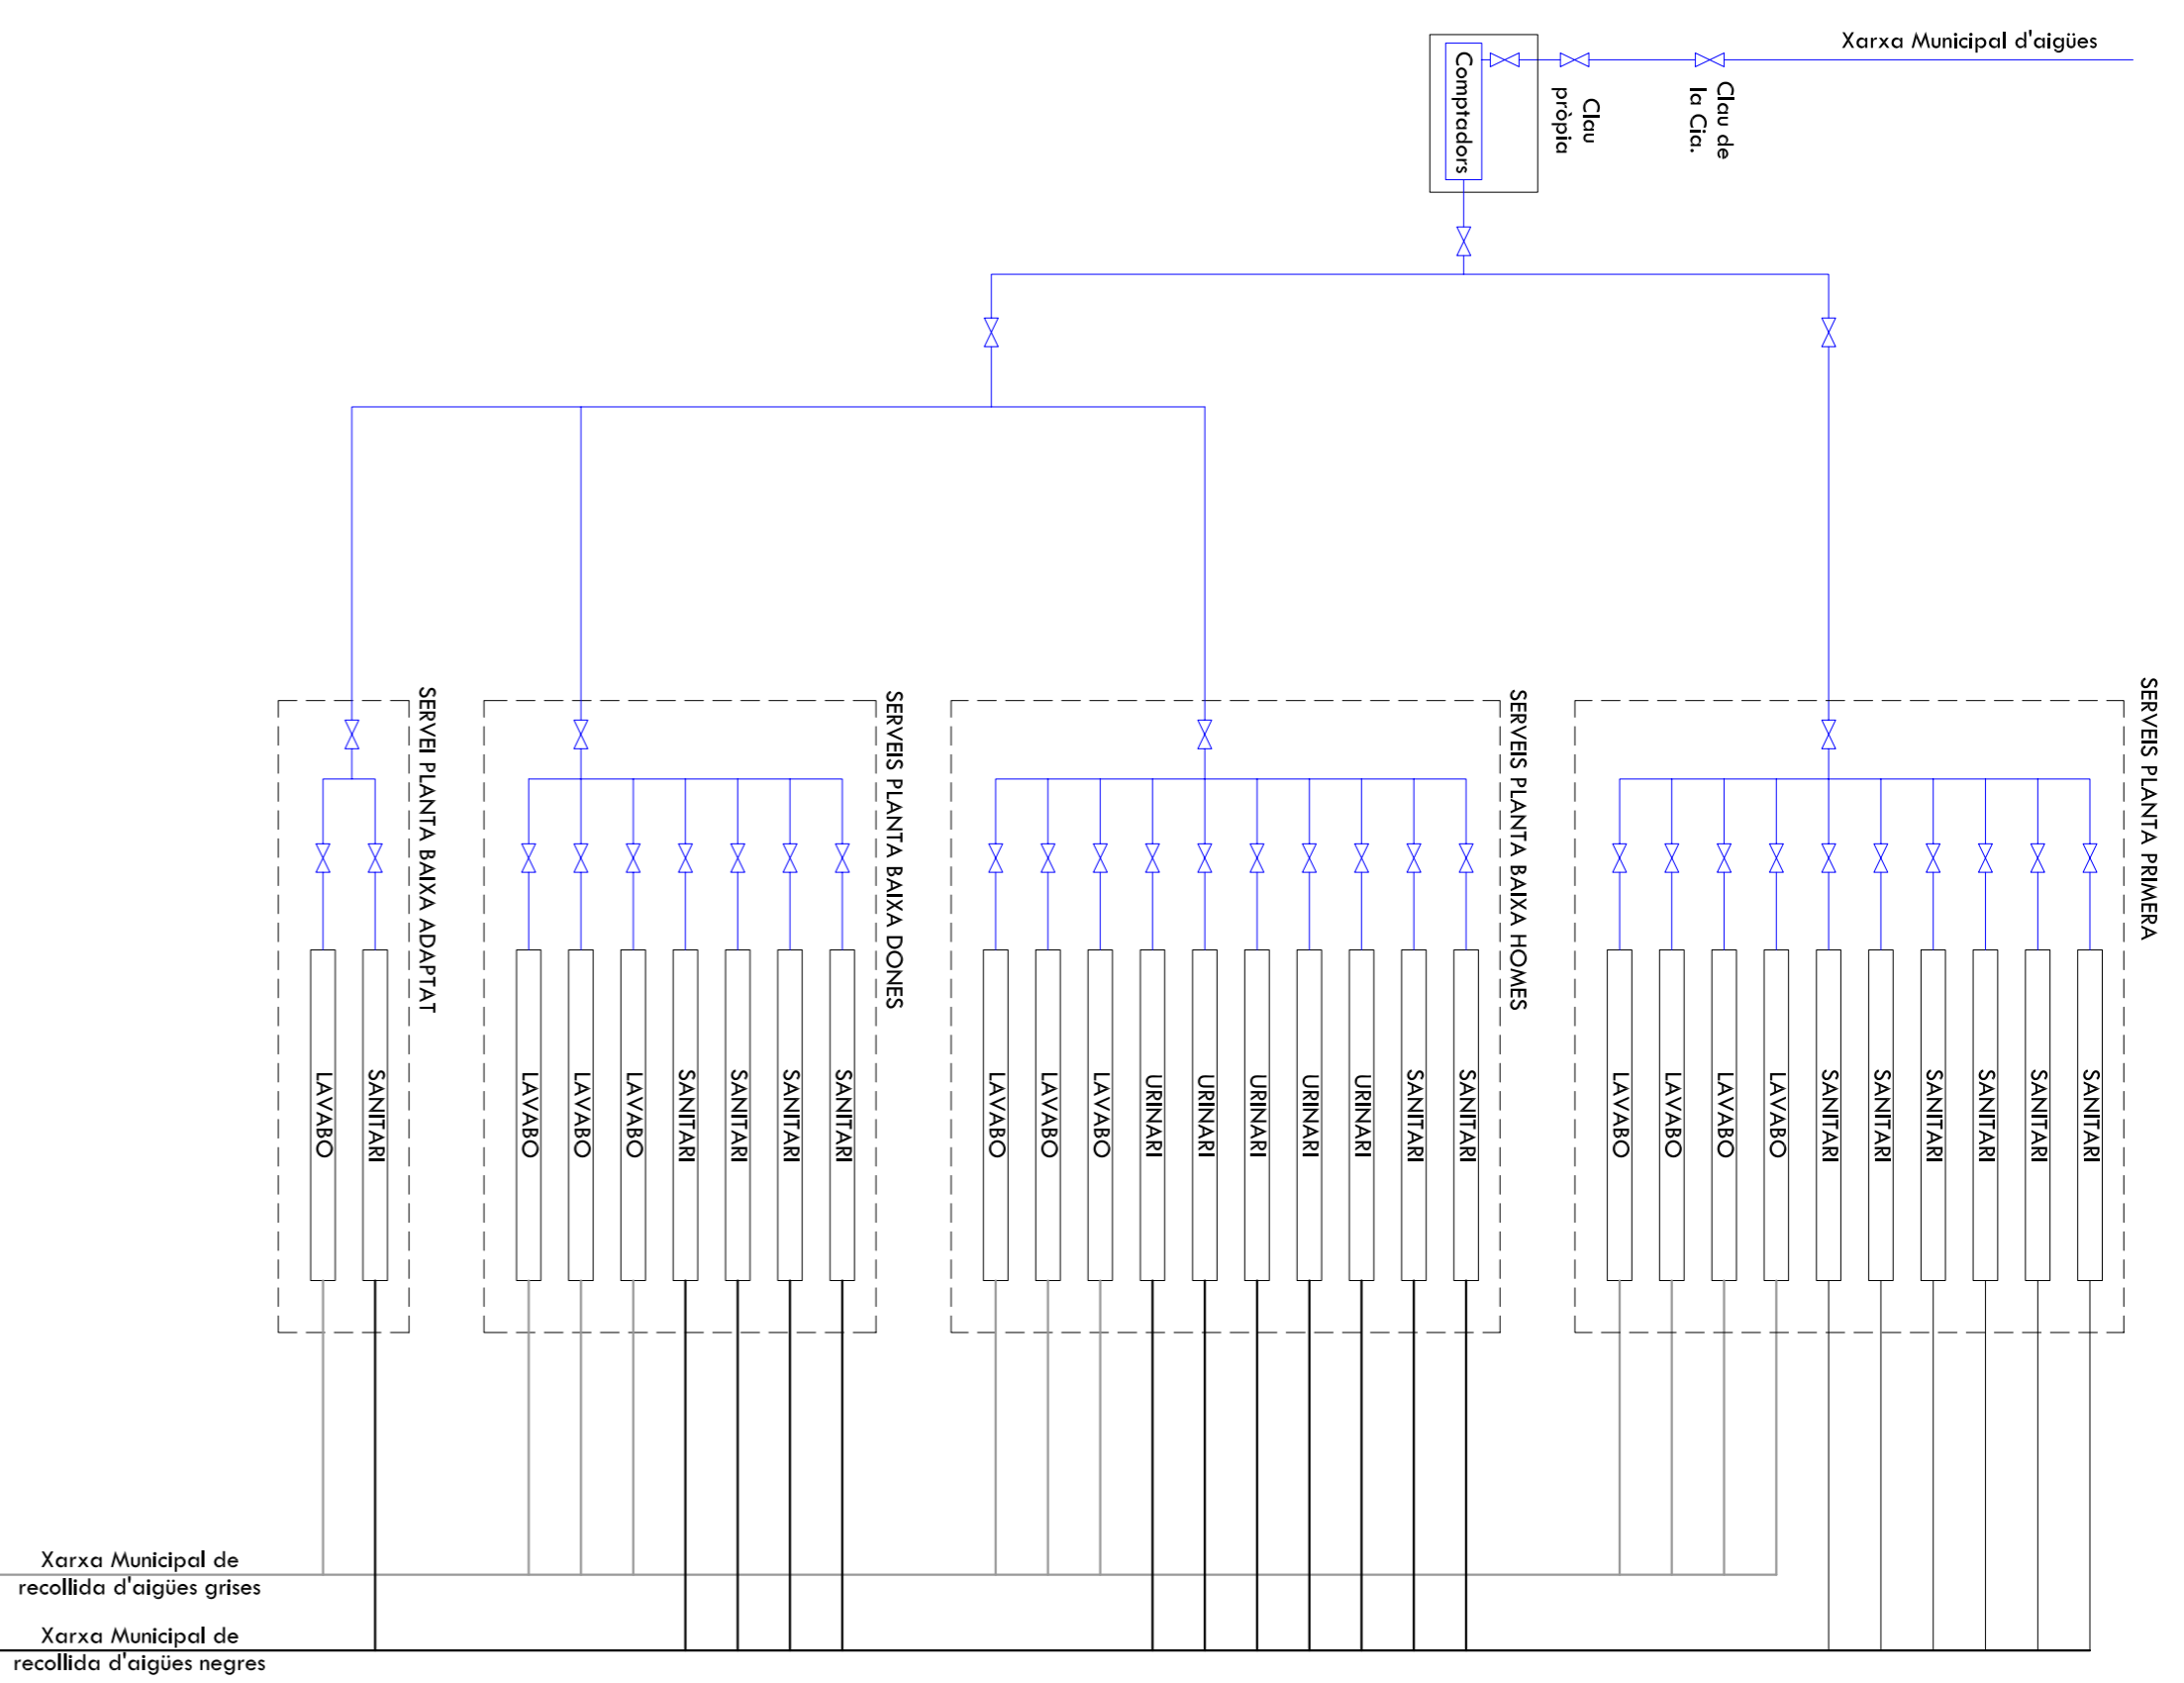 Xarxa Municipal d'aigües
Comptadors
Clau
pròpia
Clau de
la Cia.
SERVEI PLANTA BAIXA ADAPTAT
SERVEIS PLANTA BAIXA DONES
SERVEIS PLANTA BAIXA HOMES
SERVEIS PLANTA PRIMERA
LAVABO
SANITARI
LAVABO
LAVABO
LAVABO
SANITARI
SANITARI
SANITARI
SANITARI
LAVABO
LAVABO
LAVABO
URINARI
URINARI
URINARI
URINARI
URINARI
SANITARI
SANITARI
LAVABO
LAVABO
LAVABO
LAVABO
SANITARI
SANITARI
SANITARI
SANITARI
SANITARI
SANITARI
Xarxa Municipal de
recollida d'aigües grises
Xarxa Municipal de
recollida d'aigües negres